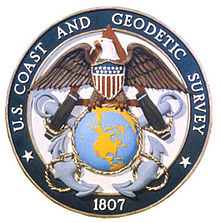 U.S. COAST AND GEODETIC SURVEY
1807